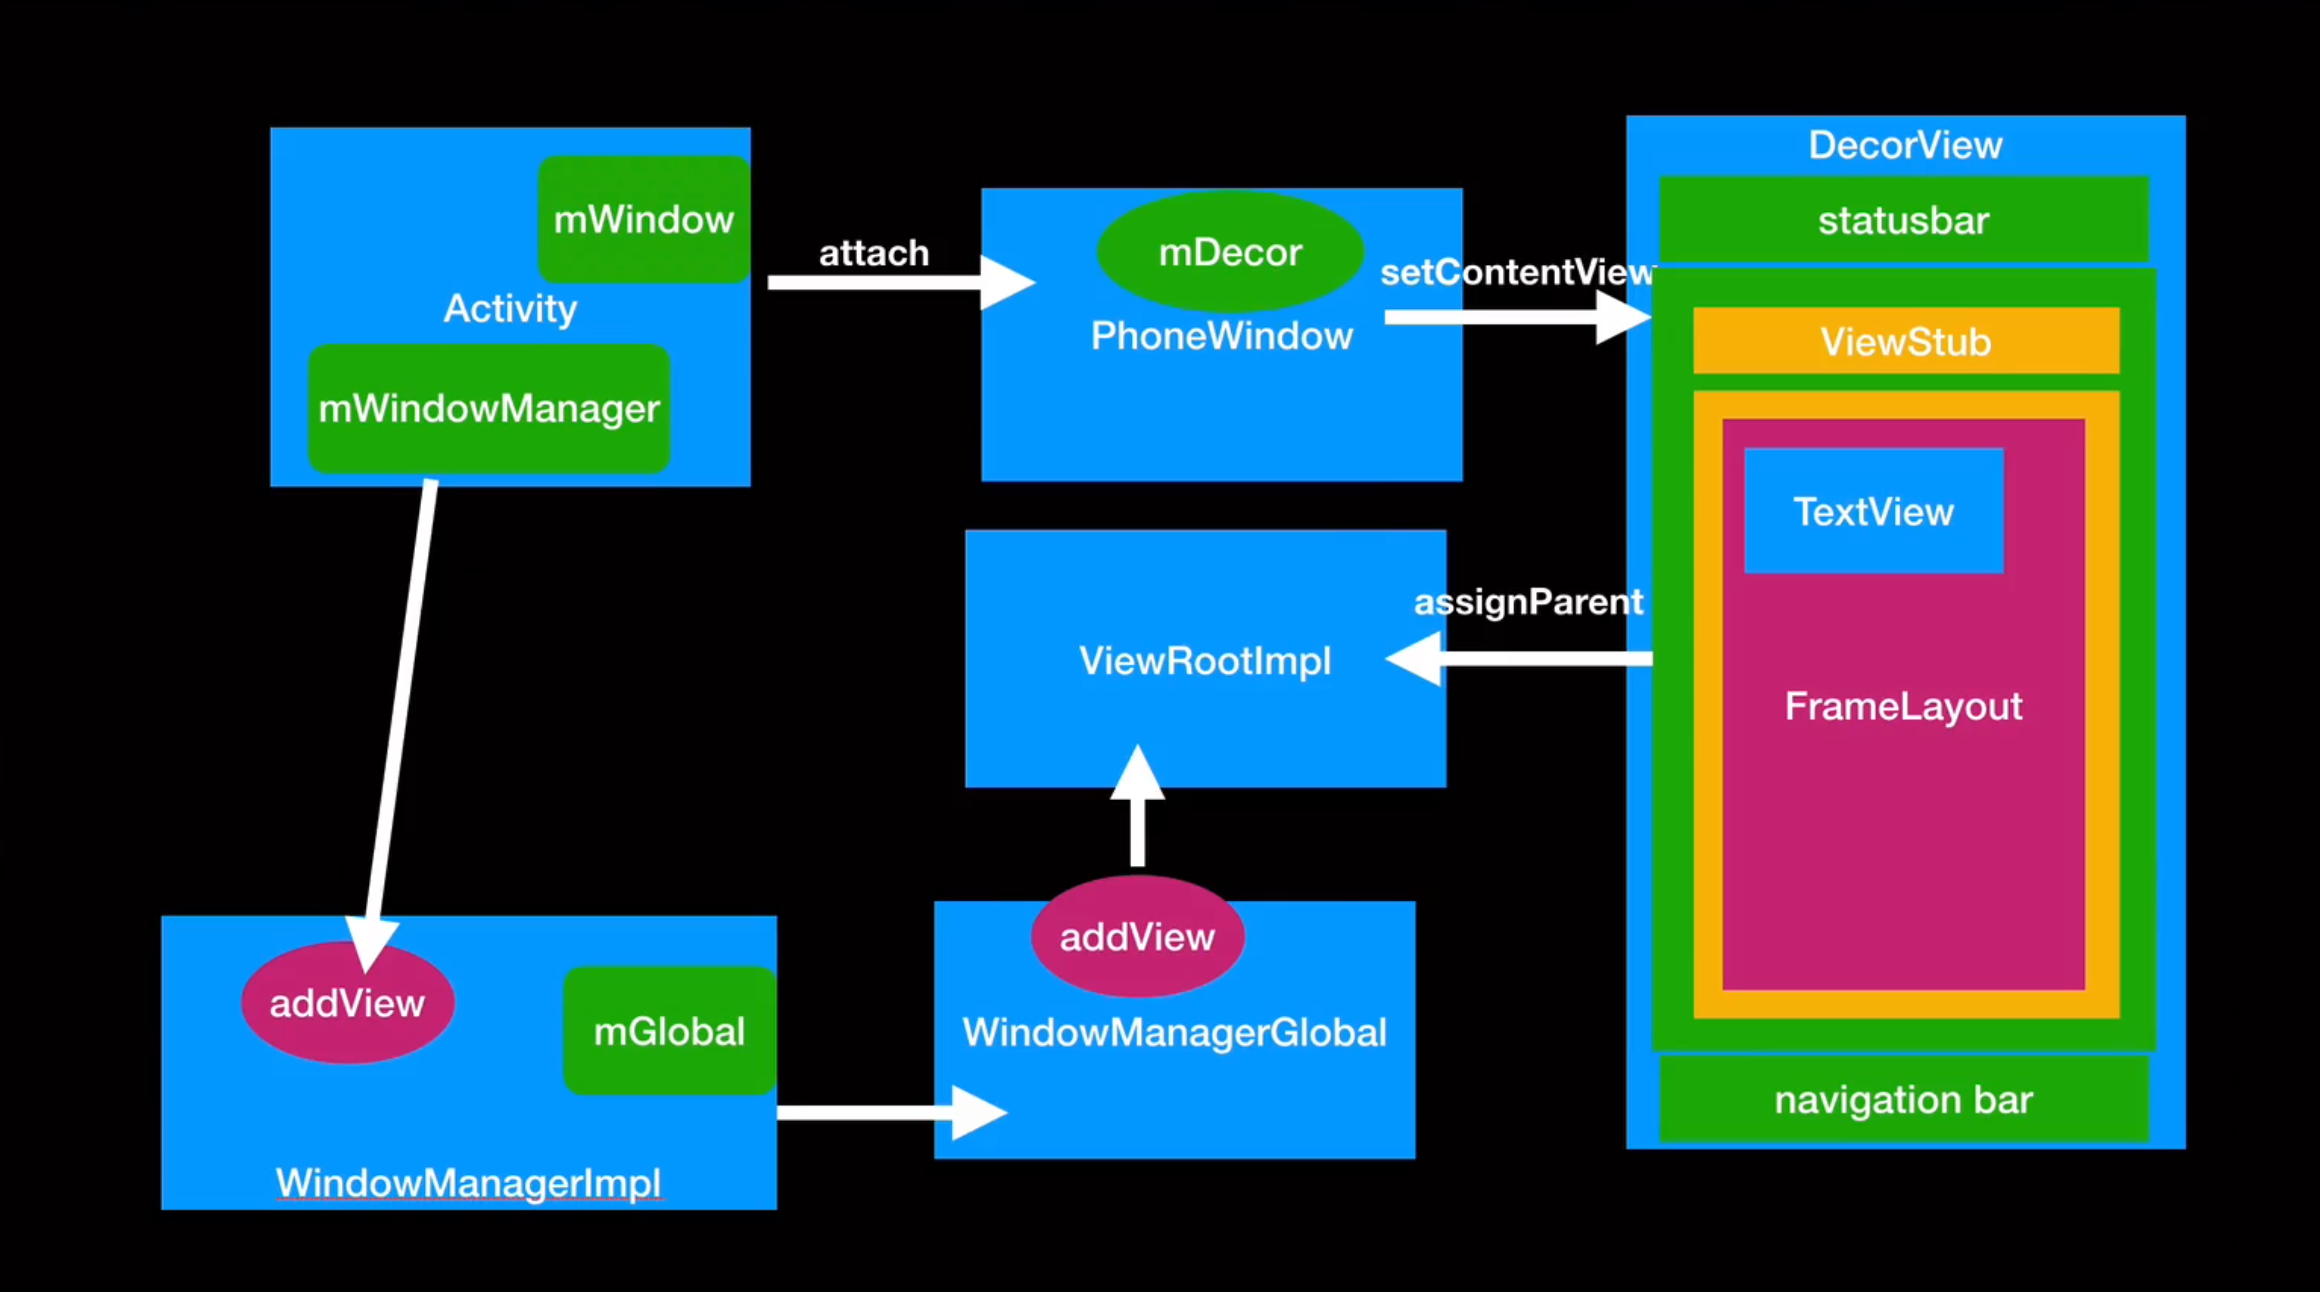 DecorView
statusbar
mWindow
attach
mDecor
setContentView
Activity
PhoneWindow
ViewStub
mWindowManager
TextView
assignParent
ViewRootImpl
FrameLayout
addView
addView
mGlobal
WindowManagerGlobal
navigation bar
WindowManagerImpl